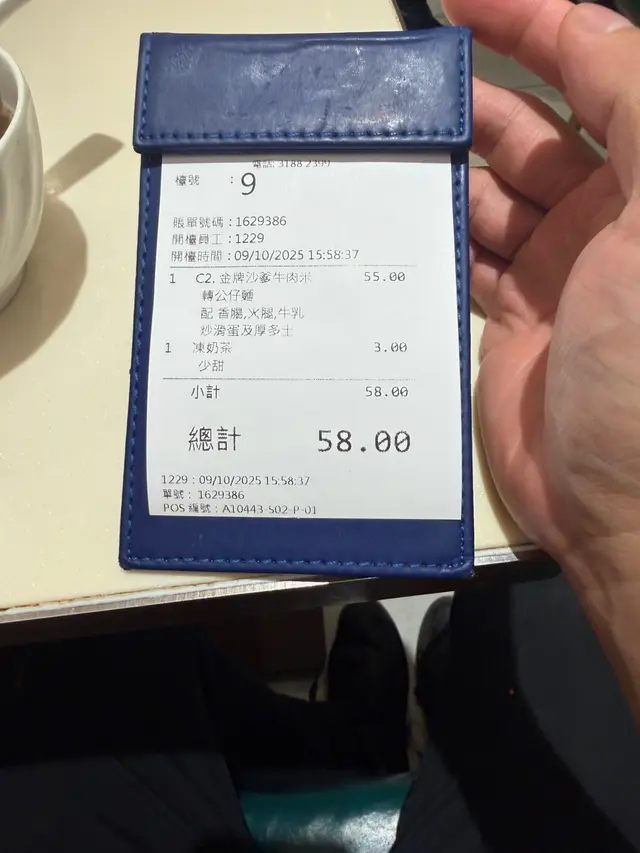 電話: 3188 2399
檯號 : 9
賬單號碼 : 1629386
開檯員工 : 1229
開檯時間 : 09/10/2025 15:58:37
1 C2, 金牌沙爹牛肉米 55.00
轉公仔麵
配 香腸,火腿,牛乳
炒滑蛋及厚多士
1 凍奶茶 3.00
少甜
小計 58.00
總計 58.00
1229 : 09/10/2025 15:58:37
單號 : 1629386
POS 編號 : A10443-502-P-01